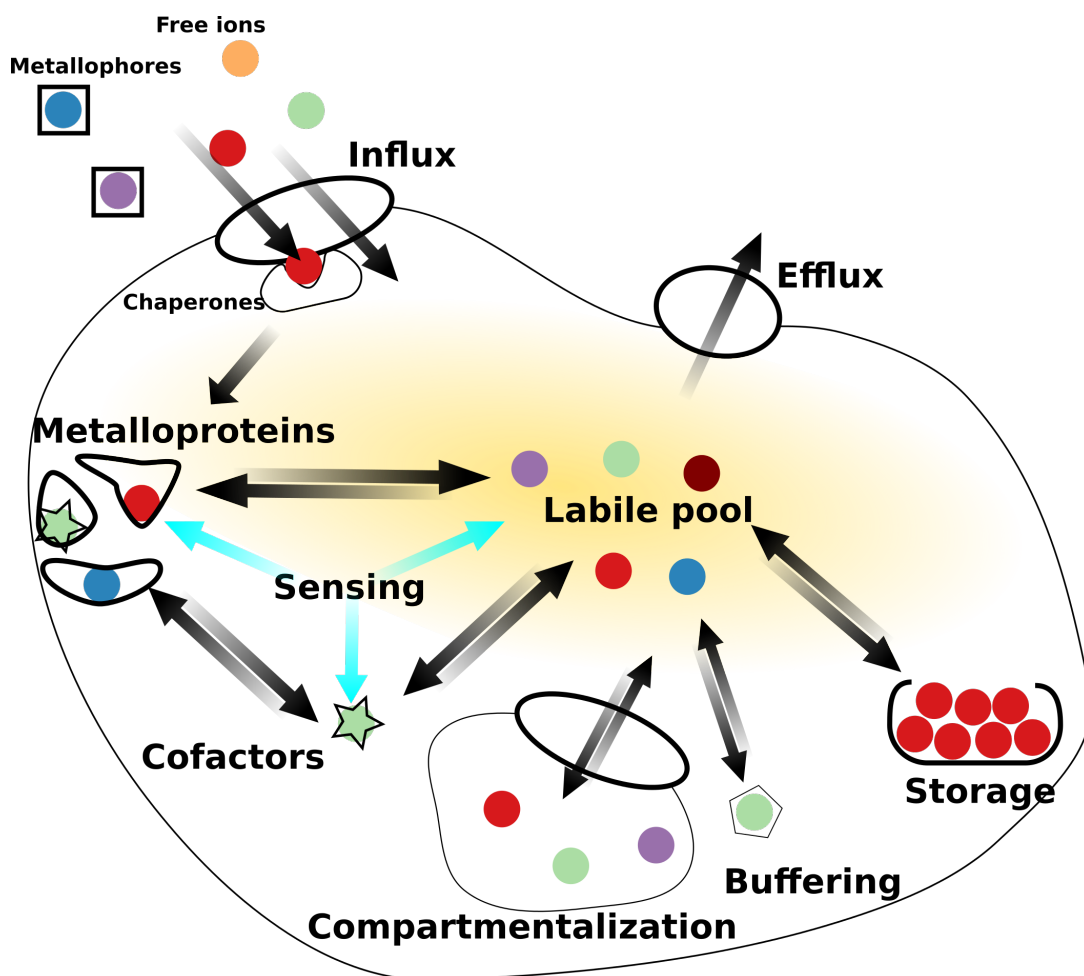 Free ions
Metallophores
Influx
Efflux
Chaperones
Metalloproteins
Labile pool
Sensing
Cofactors
Storage
Buffering
Compartmentalization